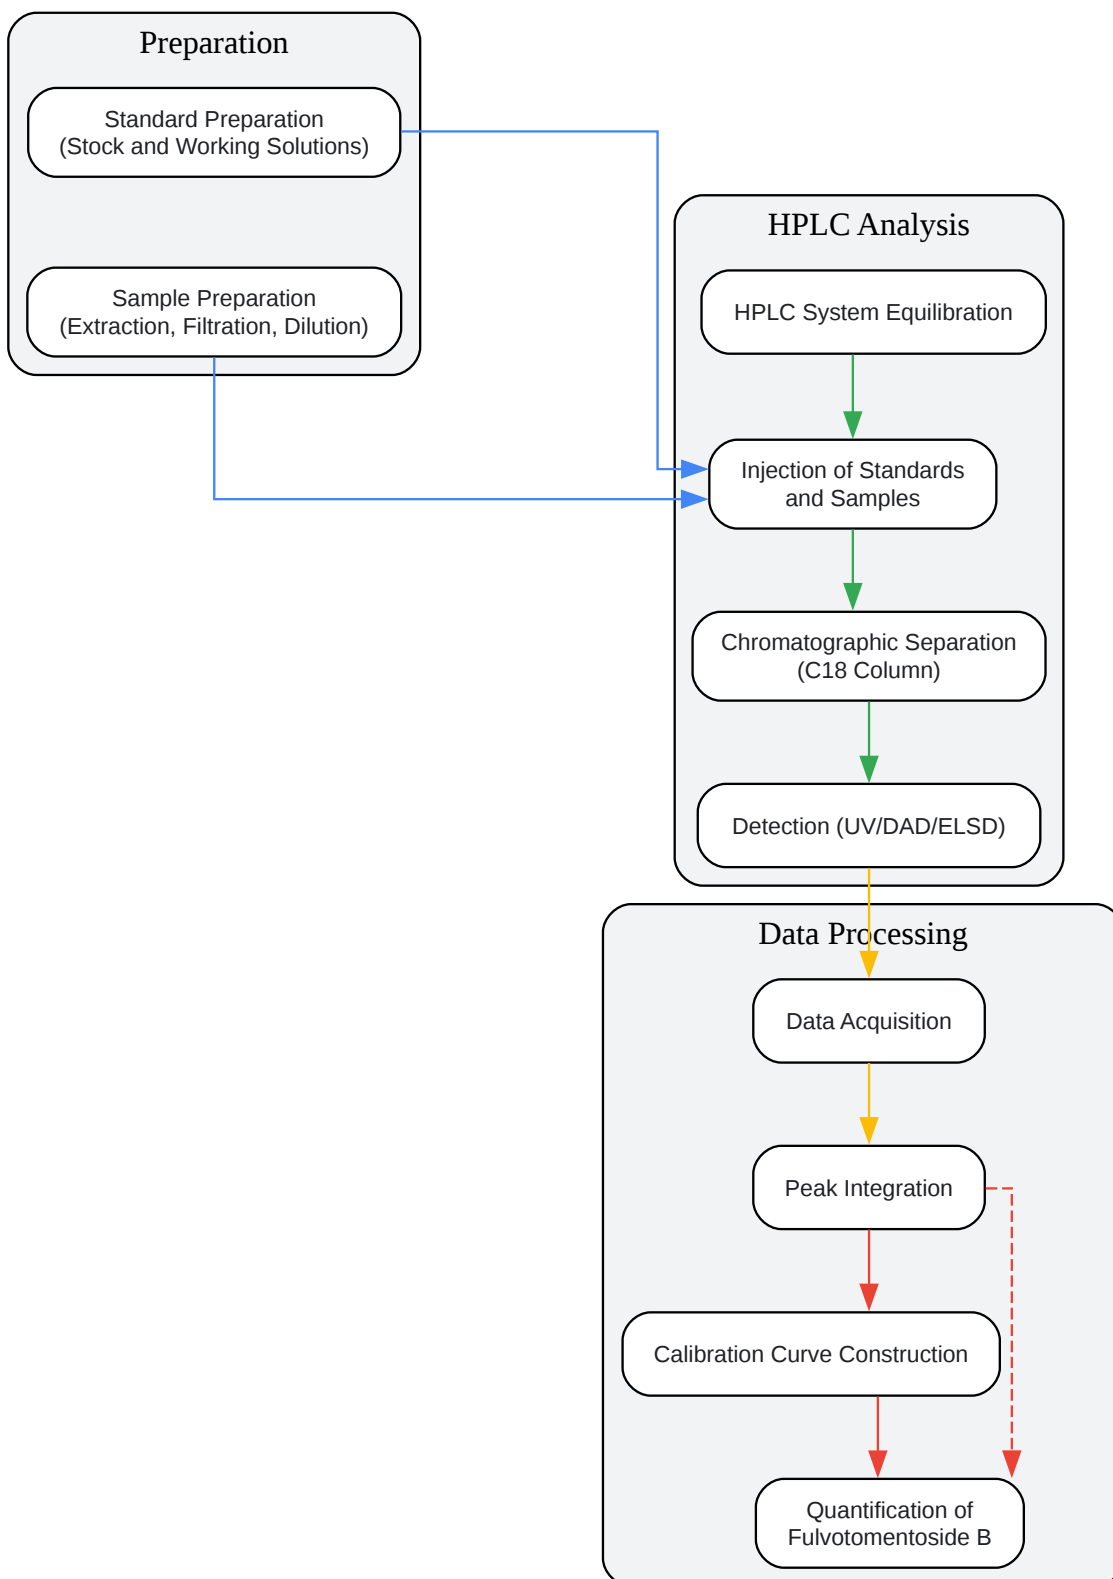 Preparation
Standard Preparation
(Stock and Working Solutions)
Sample Preparation
(Extraction, Filtration, Dilution)
HPLC Analysis
HPLC System Equilibration
Injection of Standards
and Samples
Chromatographic Separation
(C18 Column)
Detection (UV/DAD/ELSD)
Data Processing
Data Acquisition
Peak Integration
Calibration Curve Construction
Quantification of
Fulvotomentoside B